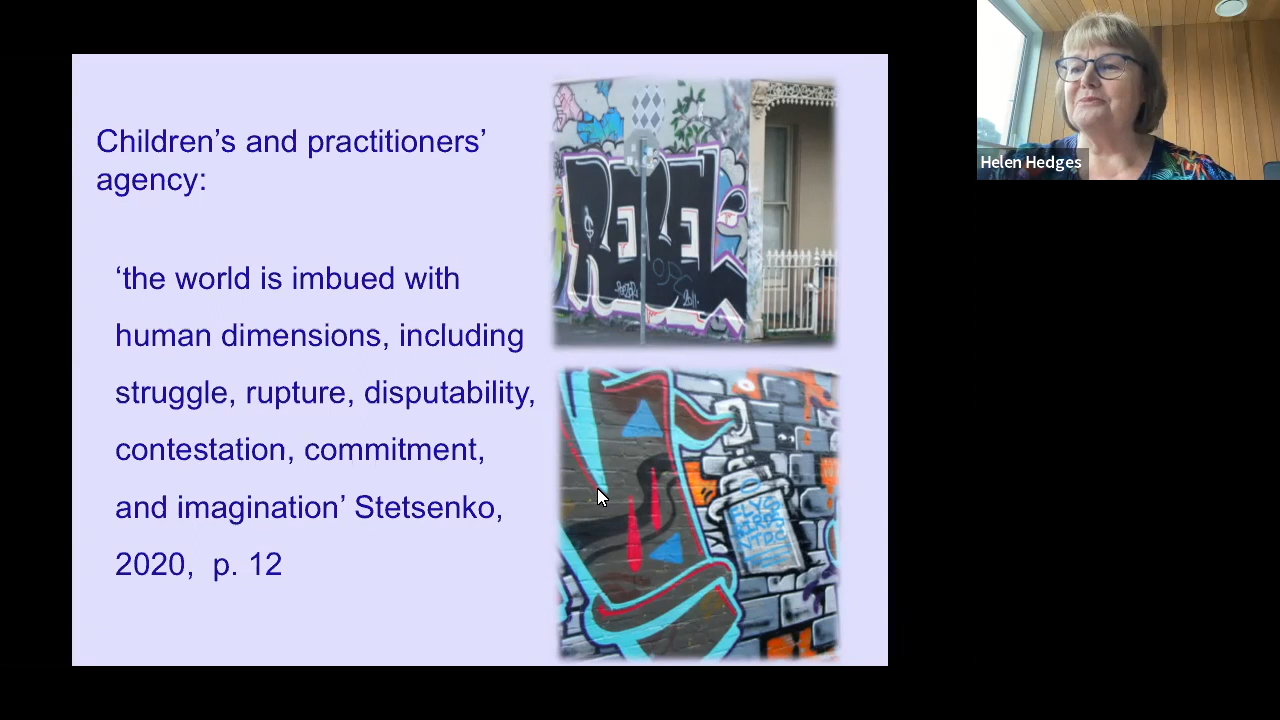 Children's and practitioners'
agency:
‘the world is imbued with
human dimensions, including
struggle, rupture, disputability,
contestation, commitment,
and imagination’ Stetsenko,
2020,  p. 12
Helen Hedges